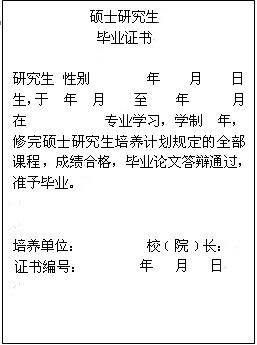 硕士研究生
毕业证书
研究生 性别 年 月 日
生,于 年 月 至 年 月
在 专业学习,学制 年,
修完硕士研究生培养计划规定的全部
课程,成绩合格,毕业论文答辩通过,
准予毕业。
培养单位: 校(院)长:
证书编号: 年 月 日